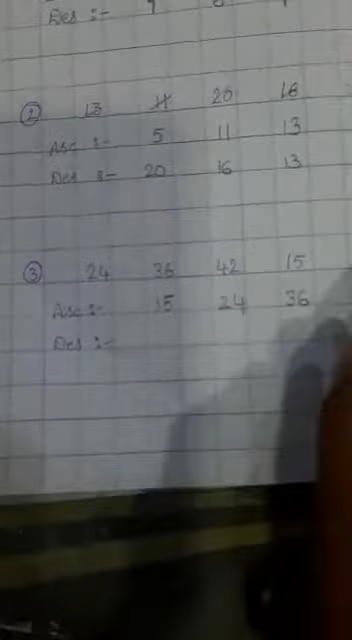 Des :-
② 13 11 20 16
Asc :- 5 11 13
Des :- 20 16 13
③ 24 36 42 15
Asc :- 15 24 36
Des :-